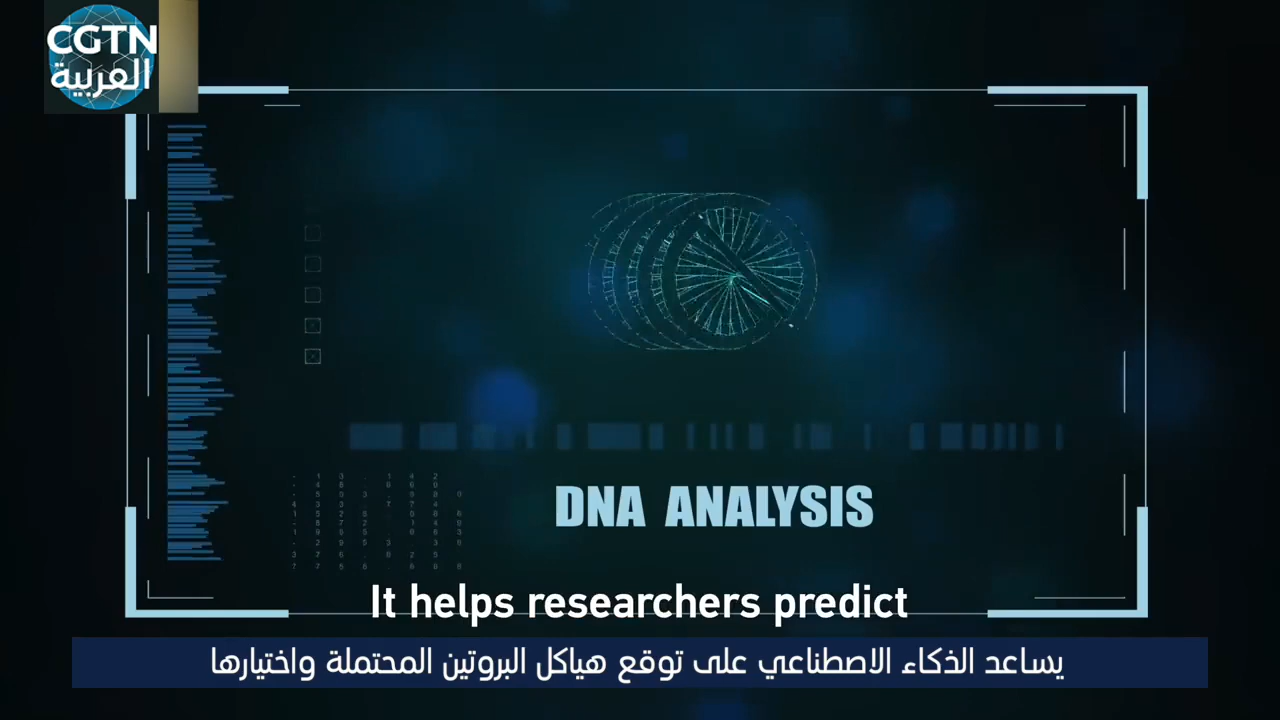 CGTN
العربية
DNA ANALYSIS
It helps researchers predict
يساعد الذكاء الاصطناعي على توقع هياكل البروتين المحتملة واختيارها